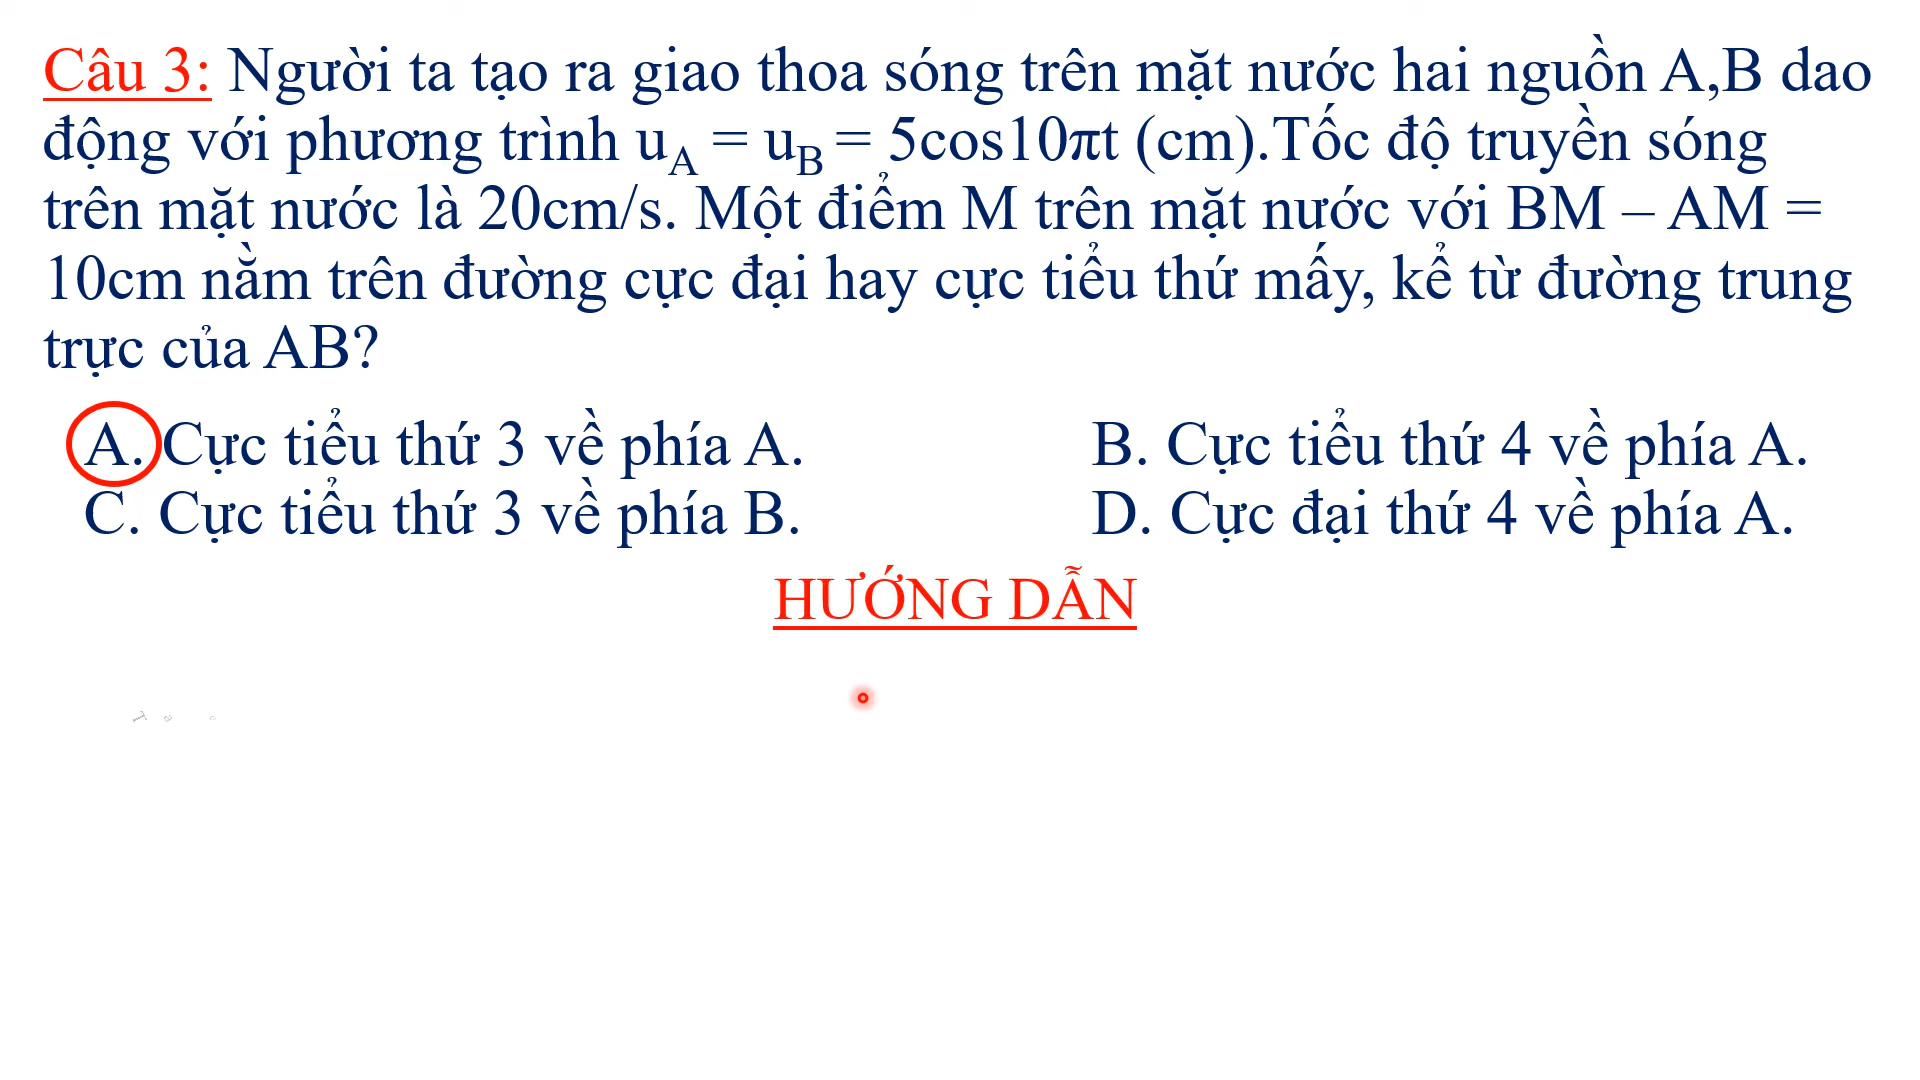 Câu 3: Người ta tạo ra giao thoa sóng trên mặt nước hai nguồn A,B dao
động với phương trình uA = uB = 5cos10πt (cm).Tốc độ truyền sóng
trên mặt nước là 20cm/s. Một điểm M trên mặt nước với BM – AM =
10cm nằm trên đường cực đại hay cực tiểu thứ mấy, kể từ đường trung
trực của AB?
A. Cực tiểu thứ 3 về phía A. B. Cực tiểu thứ 4 về phía A.
C. Cực tiểu thứ 3 về phía B. D. Cực đại thứ 4 về phía A.
HƯỚNG DẪN